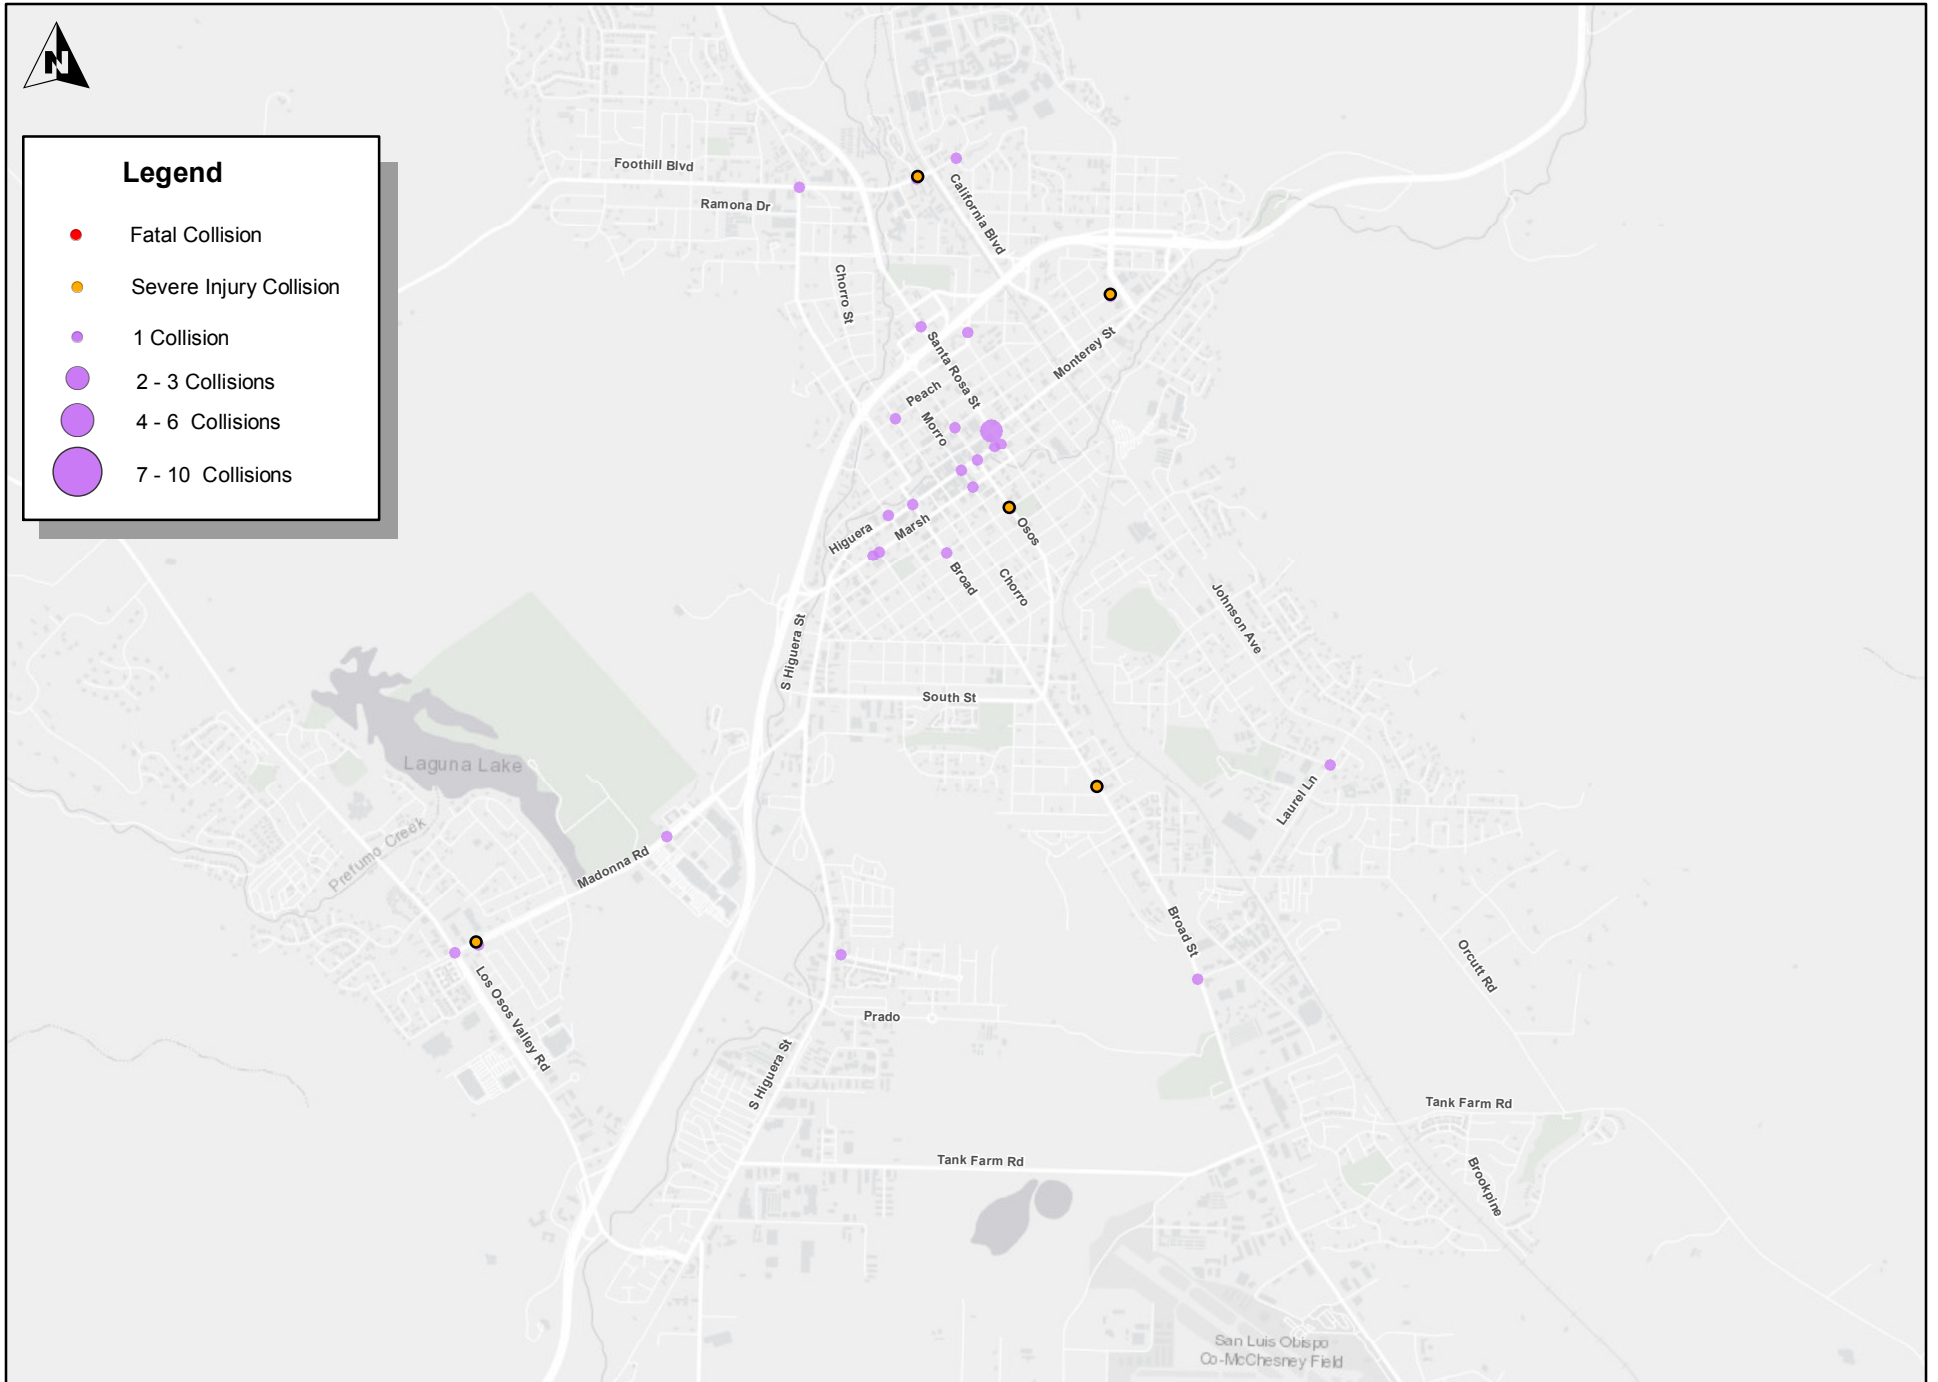 N
Legend
Fatal Collision
Severe Injury Collision
1 Collision
2 - 3 Collisions
4 - 6 Collisions
7 - 10 Collisions
Foothill Blvd
Ramona Dr
California Blvd
Chorro St
Santa Rosa St
Monterey St
Peach
Morro
Higuera
Marsh
Osos
Broad
Chorro
Johnson Ave
S Higuera St
South St
Laguna Lake
Laurel Ln
Prefumo Creek
Madonna Rd
Broad St
Orcutt Rd
Los Osos Valley Rd
Prado
S Higuera St
Tank Farm Rd
Tank Farm Rd
Brookpine
San Luis Obispo
Co-McChesney Field